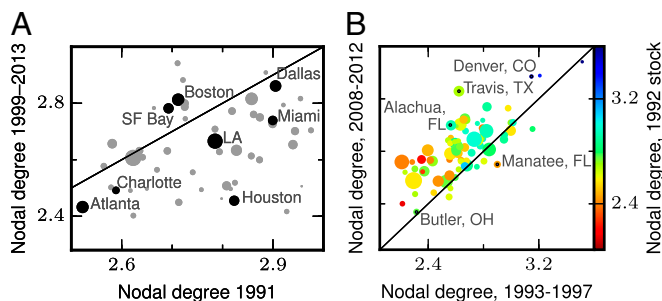 A
Nodal degree 1999–2013
2.8
2.4
2.6
2.9
Nodal degree 1991
Dallas
Boston
SF Bay
Miami
LA
Charlotte
Atlanta
Houston
B
Nodal degree, 2008-2012
2.4
3.2
Nodal degree, 1993-1997
Denver, CO
Travis, TX
Alachua,
FL
Manatee, FL
Butler, OH
3.2
2.4
Nodal degree, 1992 stock